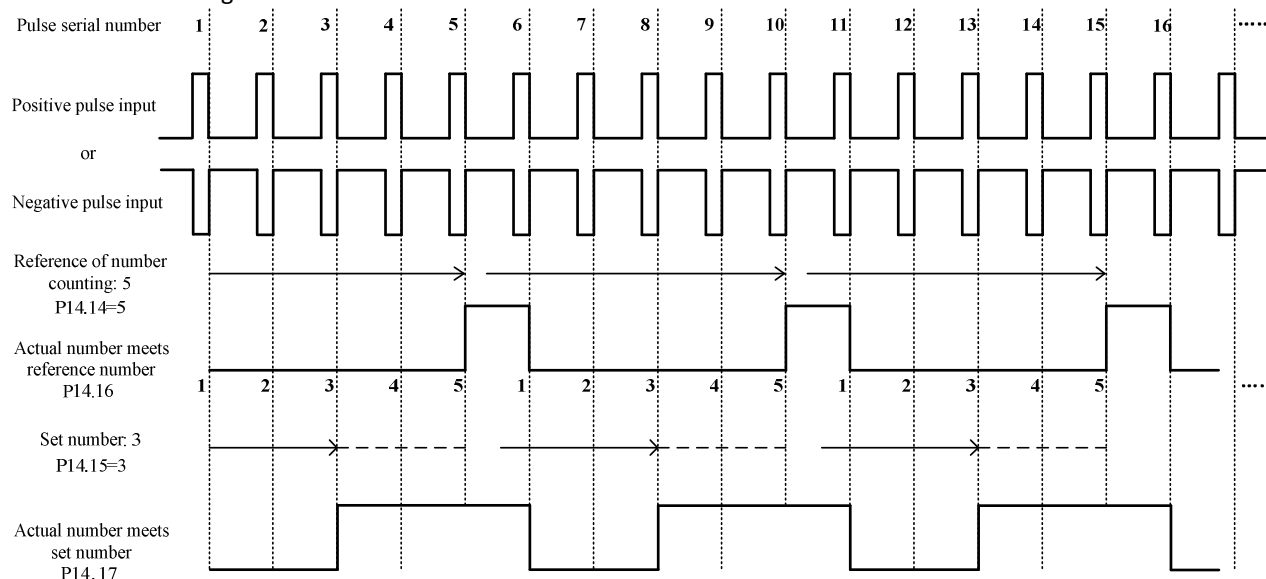 Pulse serial number 1 2 3 4 5 6 7 8 9 10 11 12 13 14 15 16 .....
Positive pulse input
or
Negative pulse input
Reference of number
counting: 5
P14.14=5
Actual number meets
reference number
P14.16
1 2 3 4 5 1 2 3 4 5 1 2 3 4 5 ....
Set number: 3
P14.15=3
Actual number meets
set number
P14.17